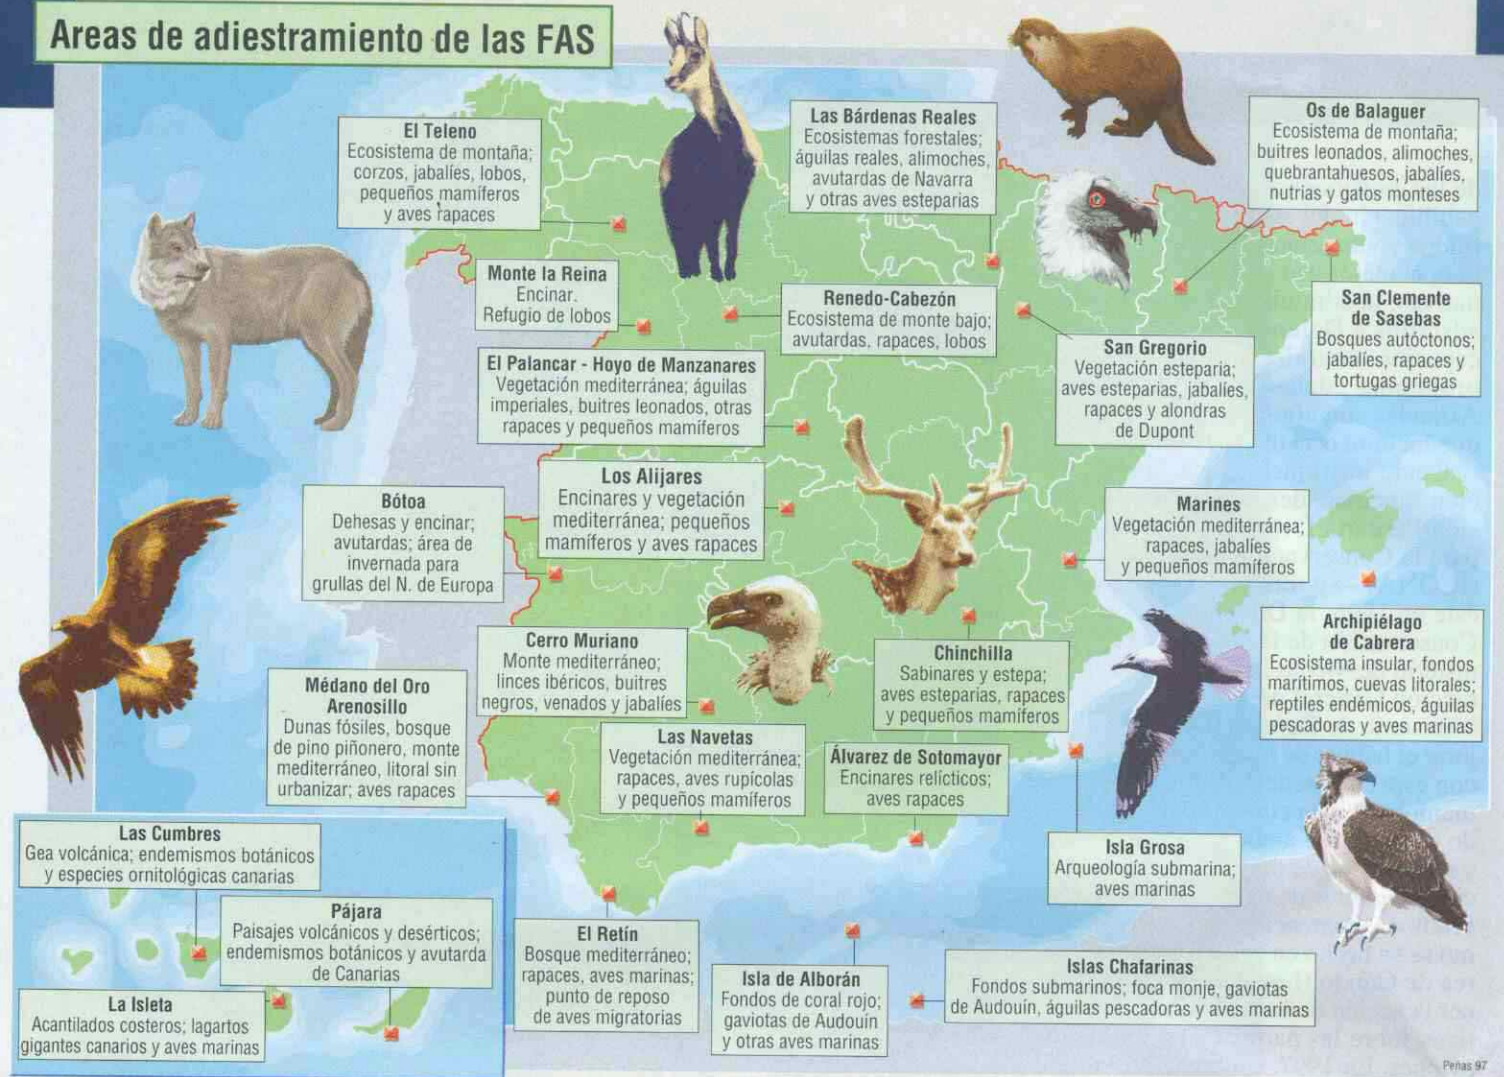 Areas de adiestramiento de las FAS
El Teleno
Ecosistema de montaña;
corzos, jabalíes, lobos,
pequeños mamíferos
y aves rapaces
Las Bárdenas Reales
Ecosistemas forestales;
águilas reales, alimoches,
avutardas de Navarra
y otras aves esteparias
Os de Balaguer
Ecosistema de montaña;
buitres leonados, alimoches,
quebrantahuesos, jabalíes,
nutrias y gatos monteses
Monte la Reina
Encinar.
Refugio de lobos
Renedo-Cabezón
Ecosistema de monte bajo;
avutardas, rapaces, lobos
San Clemente
de Sasebas
Bosques autóctonos;
jabalíes, rapaces y
tortugas griegas
San Gregorio
Vegetación esteparia;
aves esteparias, jabalíes,
rapaces y alondras
de Dupont
El Palancar - Hoyo de Manzanares
Vegetación mediterránea; águilas
imperiales, buitres leonados, otras
rapaces y pequeños mamíferos
Los Alijares
Encinares y vegetación
mediterránea; pequeños
mamíferos y aves rapaces
Bótoa
Dehesas y encinar;
avutardas; área de
invernada para
grullas del N. de Europa
Marines
Vegetación mediterránea;
rapaces, jabalíes
y pequeños mamíferos
Archipiélago
de Cabrera
Ecosistema insular, fondos
marítimos, cuevas litorales;
reptiles endémicos, águilas
pescadoras y aves marinas
Cerro Muriano
Monte mediterráneo;
linces ibéricos, buitres
negros, venados y jabalíes
Chinchilla
Sabinares y estepa;
aves esteparias, rapaces
y pequeños mamíferos
Médano del Oro
Arenosillo
Dunas fósiles, bosque
de pino piñonero, monte
mediterráneo, litoral sin
urbanizar; aves rapaces
Las Navetas
Vegetación mediterránea;
rapaces, aves rupícolas
y pequeños mamíferos
Álvarez de Sotomayor
Encinares relícticos;
aves rapaces
Isla Grosa
Arqueología submarina;
aves marinas
Las Cumbres
Gea volcánica; endemismos botánicos
y especies ornitológicas canarias
Pájara
Paisajes volcánicos y desérticos;
endemismos botánicos y avutarda
de Canarias
La Isleta
Acantilados costeros; lagartos
gigantes canarios y aves marinas
El Retín
Bosque mediterráneo;
rapaces, aves marinas;
punto de reposo
de aves migratorias
Isla de Alborán
Fondos de coral rojo;
gaviotas de Audouin
y otras aves marinas
Islas Chafarinas
Fondos submarinos; foca monje, gaviotas
de Audouín, águilas pescadoras y aves marinas
Peñas 97